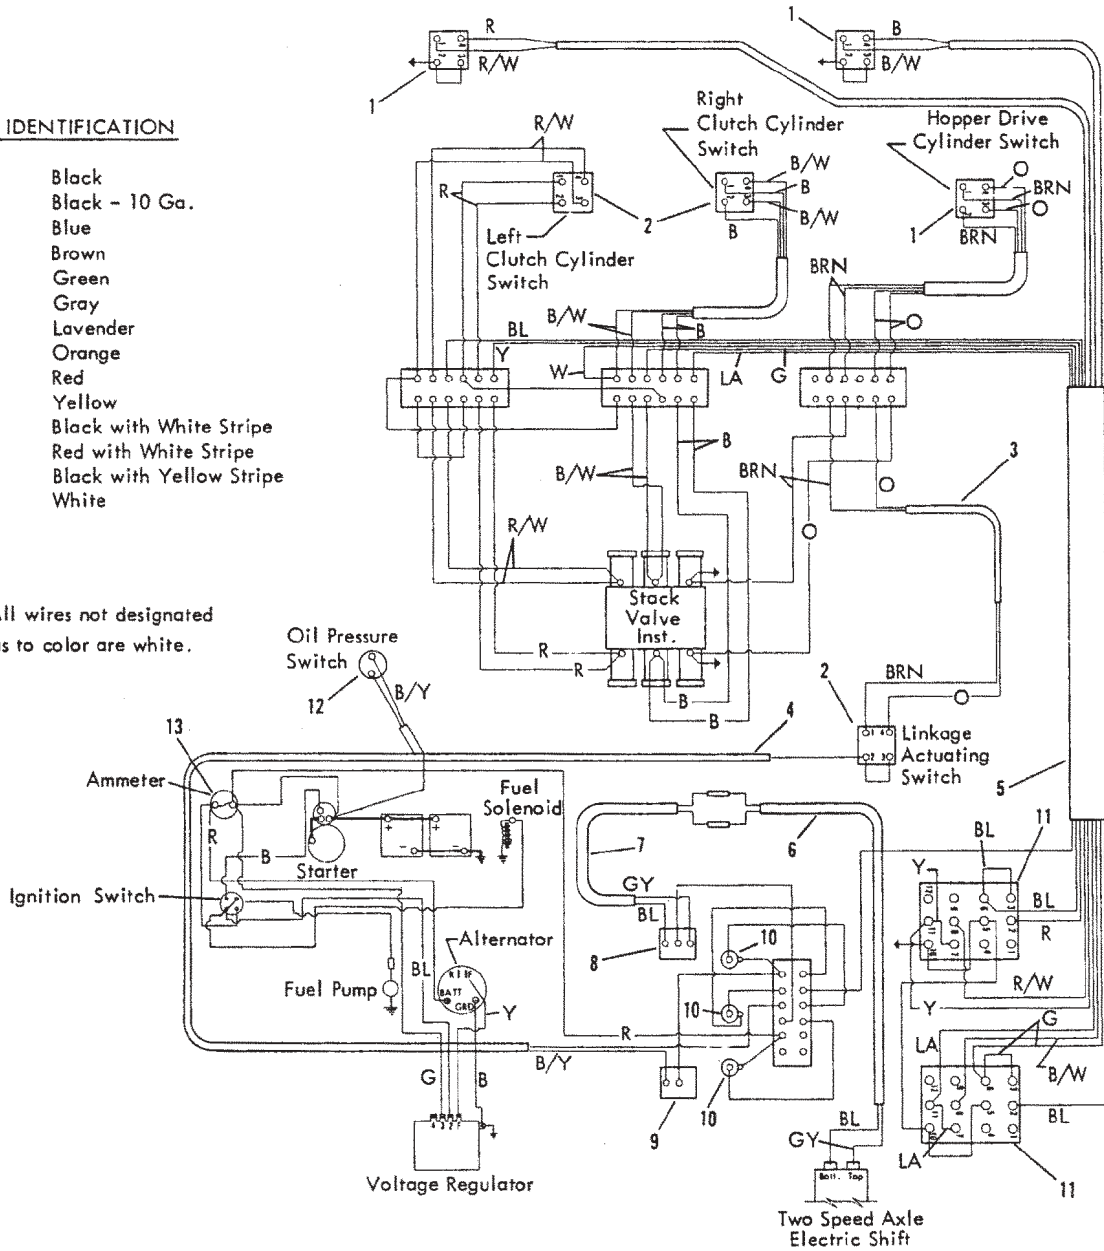 1
R
R/W
1
B
B/W
IDENTIFICATION
Black
Black - 10 Ga.
Blue
Brown
Green
Gray
Lavender
Orange
Red
Yellow
Black with White Stripe
Red with White Stripe
Black with Yellow Stripe
White
ll wires not designated
s to color are white.
R/W
R
Left
Clutch Cylinder
Switch
2
Right
Clutch Cylinder
Switch
B/W
B
B/W
B
Hopper Drive
Cylinder Switch
O
BRN
O
1
BRN
BRN
O
B/W
B
BL
Y
W
LA
G
B
B/W
BRN
O
O
3
R/W
Stack
Valve
Inst.
R
R
B
B
Oil Pressure
Switch
12
B/Y
BRN
O
2
Linkage
Actuating
Switch
4
5
13
Ammeter
R
B
Starter
+
+
-
-
Fuel
Solenoid
Ignition Switch
Fuel Pump
Alternator
BATT
GRD
BL
Y
G
B
Voltage Regulator
B/Y
R
7
6
GY
BL
8
9
10
10
10
BL
GY
Batt. Top
Two Speed Axle
Electric Shift
11
BL
Y
BL
R
R/W
Y
LA
G
B/W
BL
LA
11